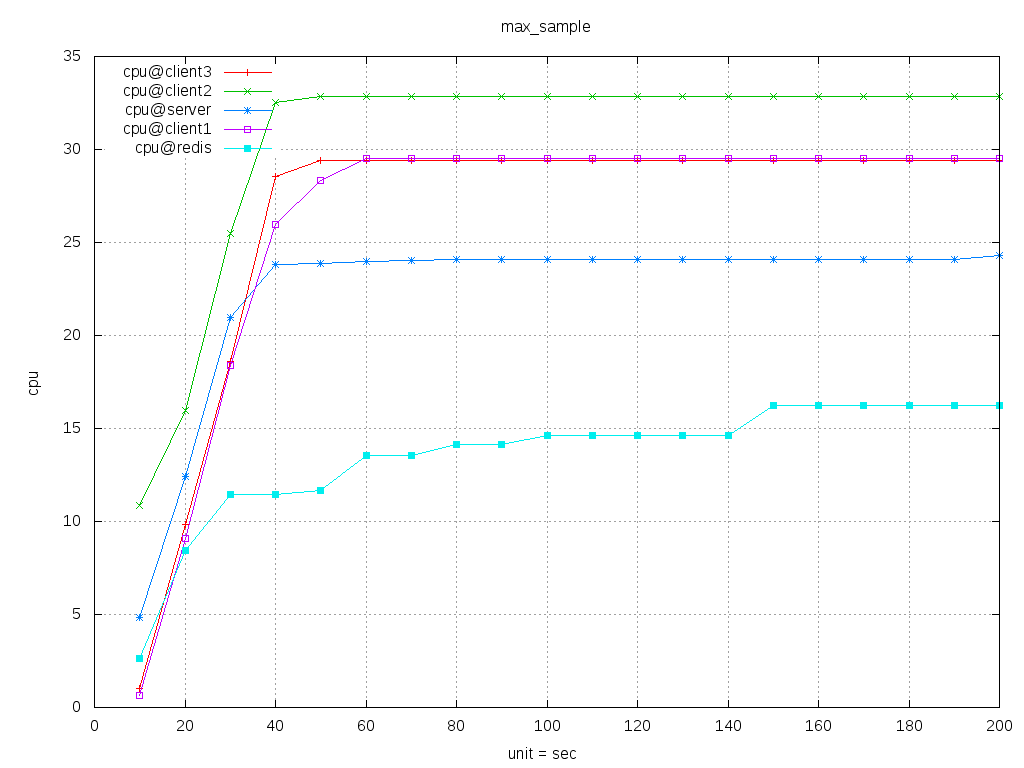 max_sample
35
30
25
20
15
10
5
0
cpu@client3
cpu@client2
cpu@server
cpu@client1
cpu@redis
cpu
0 20 40 60 80 100 120 140 160 180 200
unit = sec